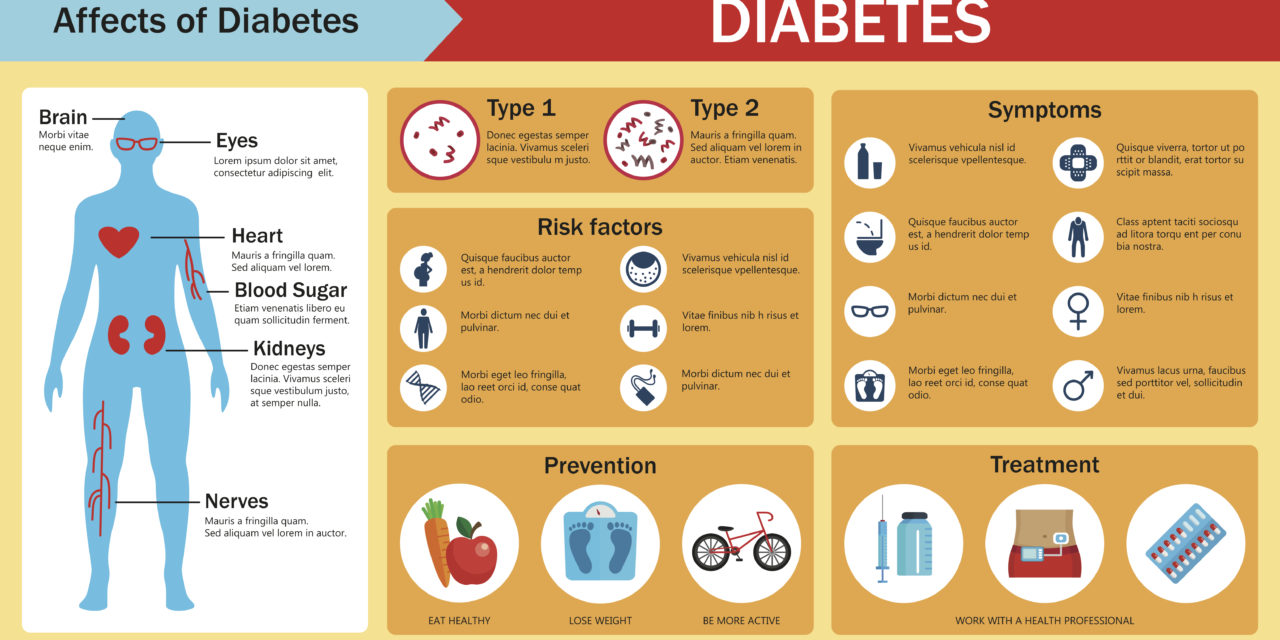 Affects of Diabetes
DIABETES
Brain
Morbi vitae
neque enim.
Eyes
Lorem ipsum dolor sit amet,
consectetur adipiscing elit.
Heart
Mauris a fringilla quam.
Sed aliquam vel lorem.
Blood Sugar
Etiam venenatis libero eu
quam sollicitudin ferment.
Kidneys
Donec egestas semper
lacinia. Vivamus sceleri
sque vestibulum justo,
at semper nulla.
Nerves
Mauris a fringilla quam.
Sed aliquam vel lorem in auctor.
Type 1
Donec egestas semper
lacinia. Vivamus sceleri
sque vestibulu m justo.
Type 2
Mauris a fringilla quam.
Sed aliquam vel lorem in
auctor. Etiam venenatis.
Risk factors
Quisque faucibus auctor
est, a hendrerit dolor temp
us id.
Vivamus vehicula nisl id
scelerisque vpellentesque.
Morbi dictum nec dui et
pulvinar.
Vitae finibus nib h risus et
lorem.
Morbi eget leo fringilla,
lao reet orci id, conse quat
odio.
Morbi dictum nec dui et
pulvinar.
Symptoms
Vivamus vehicula nisl id
scelerisque vpellentesque.
Quisque viverra, tortor ut po
rttit or blandit, erat tortor su
scipit massa.
Quisque faucibus auctor
est, a hendrerit dolor temp
us id.
Class aptent taciti sociosqu
ad litora torqu ent per conu
bia nostra.
Morbi dictum nec dui et
pulvinar.
Vitae finibus nib h risus et
lorem.
Morbi eget leo fringilla,
lao reet orci id, conse quat
odio.
Vivamus lacus urna, faucibus
sed porttitor vel, sollicitudin
et dui.
Prevention
EAT HEALTHY
LOSE WEIGHT
BE MORE ACTIVE
Treatment
WORK WITH A HEALTH PROFESSIONAL